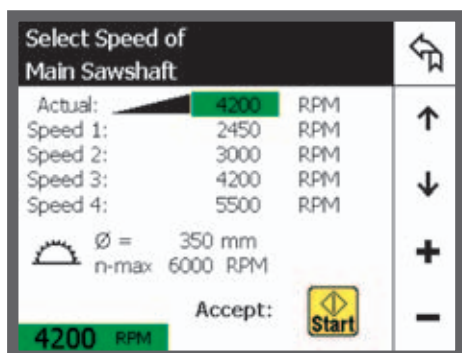 Select Speed of
Main Sawshaft
Actual: 4200 RPM
Speed 1: 2450 RPM
Speed 2: 3000 RPM
Speed 3: 4200 RPM
Speed 4: 5500 RPM
Ø = 350 mm
n-max 6000 RPM
Accept: Start
4200 RPM